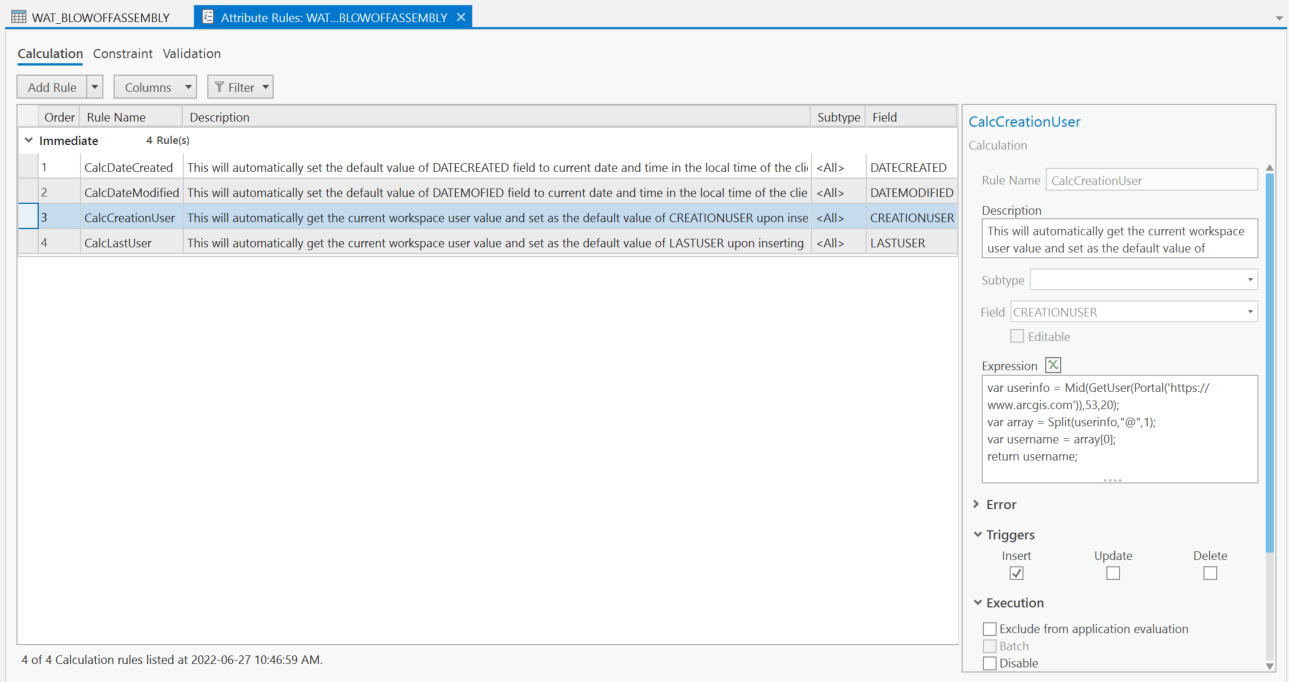 WAT_BLOWOFFASSEMBLY
Attribute Rules: WAT...BLOWOFFASSEMBLY
Calculation Constraint Validation
Add Rule Columns Filter
Order Rule Name Description Subtype Field
Immediate 4 Rule(s)
1 CalcDateCreated This will automatically set the default value of DATECREATED field to current date and time in the local time of the cli <All> DATECREATED
2 CalcDateModified This will automatically set the default value of DATEMOFIED field to current date and time in the local time of the clie <All> DATEMODIFIED
3 CalcCreationUser This will automatically get the current workspace user value and set as the default value of CREATIONUSER upon inse <All> CREATIONUSER
4 CalcLastUser This will automatically get the current workspace user value and set as the default value of LASTUSER upon inserting <All> LASTUSER
4 of 4 Calculation rules listed at 2022-06-27 10:46:59 AM.
CalcCreationUser
Calculation
Rule Name CalcCreationUser
Description
This will automatically get the current workspace
user value and set as the default value of
Subtype
Field CREATIONUSER
Editable
Expression
var userinfo = Mid(GetUser(Portal('https://
www.arcgis.com')),53,20);
var array = Split(userinfo,"@",1);
var username = array[0];
return username;
Error
Triggers
Insert Update Delete
Execution
Exclude from application evaluation
Batch
Disable